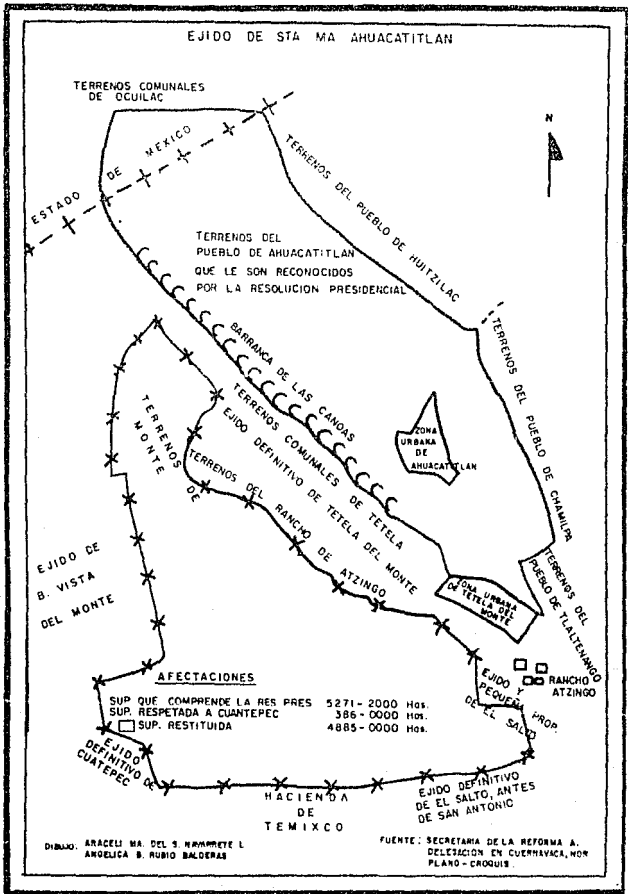 EJIDO DE STA MA AHUACATITLAN
TERRENOS COMUNALES
DE OCUILAC
N
ESTADO DE MEXICO
TERRENOS DEL PUEBLO DE HUITZILAC
TERRENOS DEL
PUEBLO DE AHUACATITLAN
QUE LE SON RECONOCIDOS
POR LA RESOLUCION PRESIDENCIAL
BARRANCA DE LAS CANOAS
TERRENOS DEL PUEBLO DE CHAMILPA
ZONA
URBANA
DE
AHUACATITLAN
TERRENOS COMUNALES DE TETELA
EJIDO DEFINITIVO DE TETELA DEL MONTE
TERRENOS DE
MONTE
TERRENOS DEL RANCHO DE ATZINGO
EJIDO DE
B. VISTA
DEL MONTE
ZONA URBANA
DE TETELA DEL
MONTE
TERRENOS DEL
PUEBLO DE TLALTENANGO
RANCHO
ATZINGO
EJIDO Y
PEQUEÑA PROP.
DE EL SALTO
AFECTACIONES
SUP QUE COMPRENDE LA RES PRES 5271-2000 Has.
SUP. RESPETADA A CUANTEPEC 386-0000 Has.
SUP. RESTITUIDA 4885-0000 Has.
EJIDO
DEFINITIVO DE
CUATEPEC
HACIENDA
DE
TEMIXCO
EJIDO DEFINITIVO
DE EL SALTO, ANTES
DE SAN ANTONIO
DIBUJO: ARACELI MA. DEL S. NAVARRETE L
ANGELICA B. RUBIO BALDERAS
FUENTE: SECRETARIA DE LA REFORMA A.
DELEGACION EN CUERNAVACA, MOR
PLANO-CROQUIS.